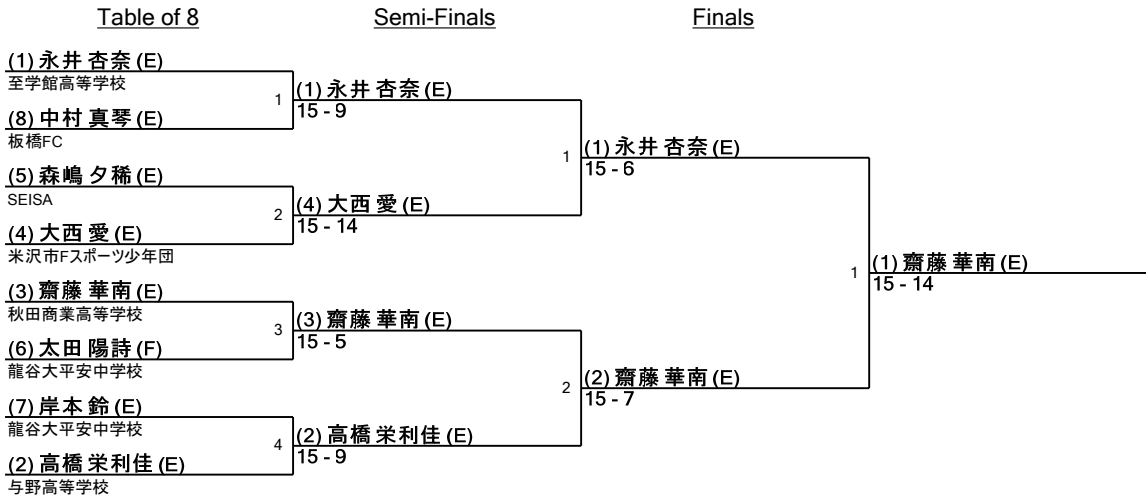 Table of 8
Semi-Finals
Finals
(1) 永井 杏奈 (E)
至学館高等学校
(8) 中村 真琴 (E)
板橋FC
(5) 森嶋 夕稀 (E)
SEISA
(4) 大西 愛 (E)
米沢市Fスポーツ少年団
(3) 齋藤 華南 (E)
秋田商業高等学校
(6) 太田 陽詩 (F)
龍谷大平安中学校
(7) 岸本 鈴 (E)
龍谷大平安中学校
(2) 高橋 栄利佳 (E)
与野高等学校
1
(1) 永井 杏奈 (E)
15 - 9
2
(4) 大西 愛 (E)
15 - 14
3
(3) 齋藤 華南 (E)
15 - 5
4
(2) 高橋 栄利佳 (E)
15 - 9
1
(1) 永井 杏奈 (E)
15 - 6
2
(2) 齋藤 華南 (E)
15 - 7
1
(1) 齋藤 華南 (E)
15 - 14